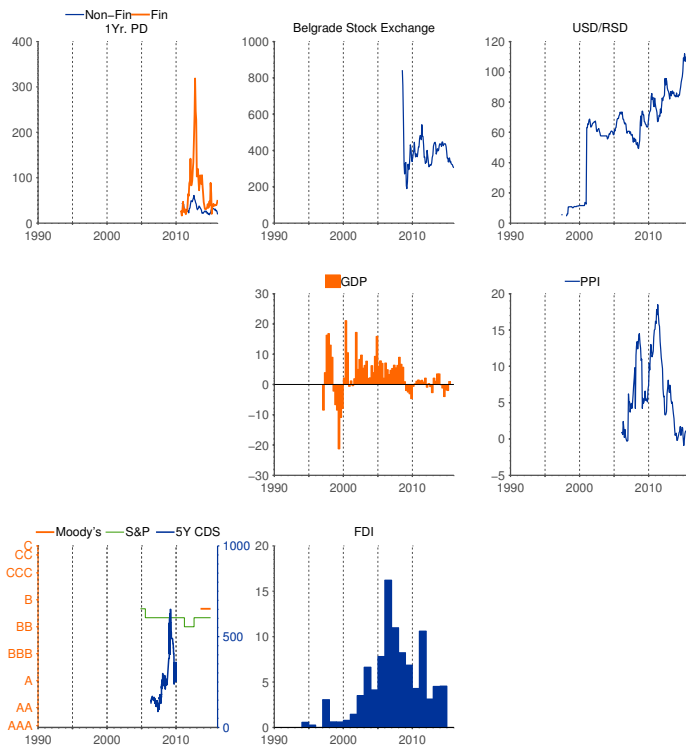 Non−Fin Fin
1Yr. PD
400
300
200
100
0
1990 2000 2010
Belgrade Stock Exchange
1000
800
600
400
200
0
1990 2000 2010
USD/RSD
120
100
80
60
40
20
0
1990 2000 2010
GDP
30
20
10
0
−10
−20
−30
1990 2000 2010
PPI
20
15
10
5
0
−5
1990 2000 2010
Moody's S&P 5Y CDS
C
CC
CCC
B
BB
BBB
A
AA
AAA
1000
500
0
1990 2000 2010
FDI
20
15
10
5
0
1990 2000 2010